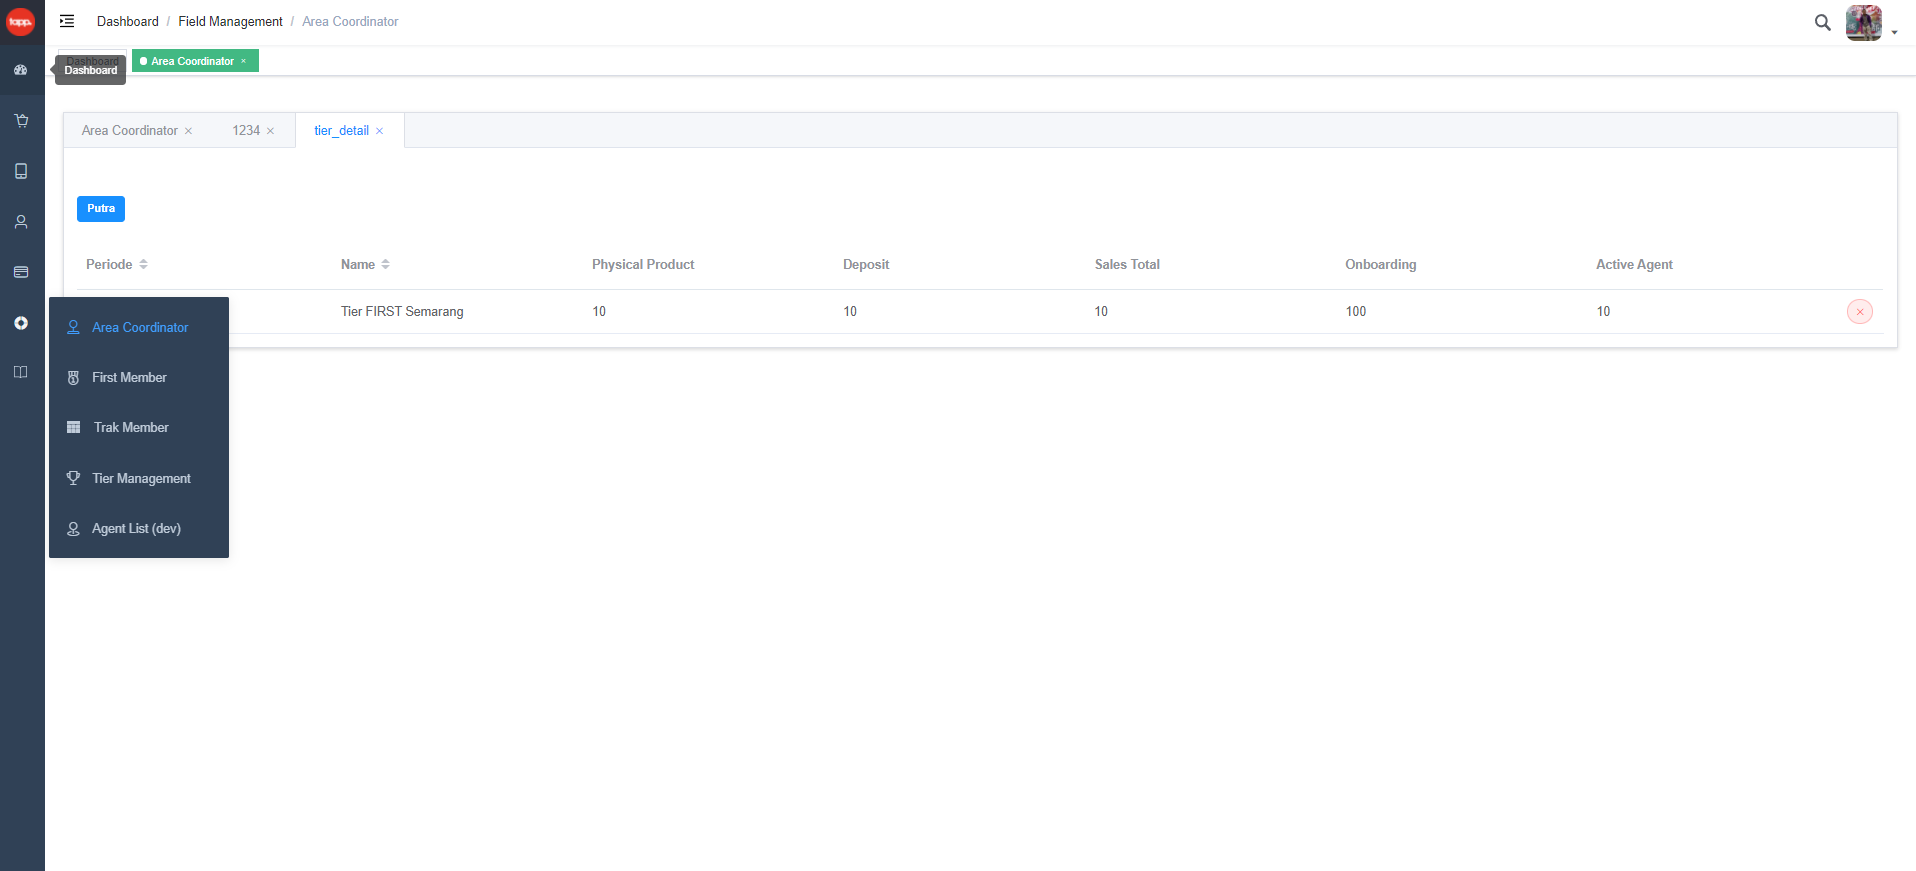 tapp.
Dashboard / Field Management / Area Coordinator
Dashboard
Dashboard
Area Coordinator ×
Area Coordinator × 1234 × tier_detail ×
Putra
Periode Name Physical Product Deposit Sales Total Onboarding Active Agent
Tier FIRST Semarang 10 10 10 100 10
Area Coordinator
First Member
Trak Member
Tier Management
Agent List (dev)